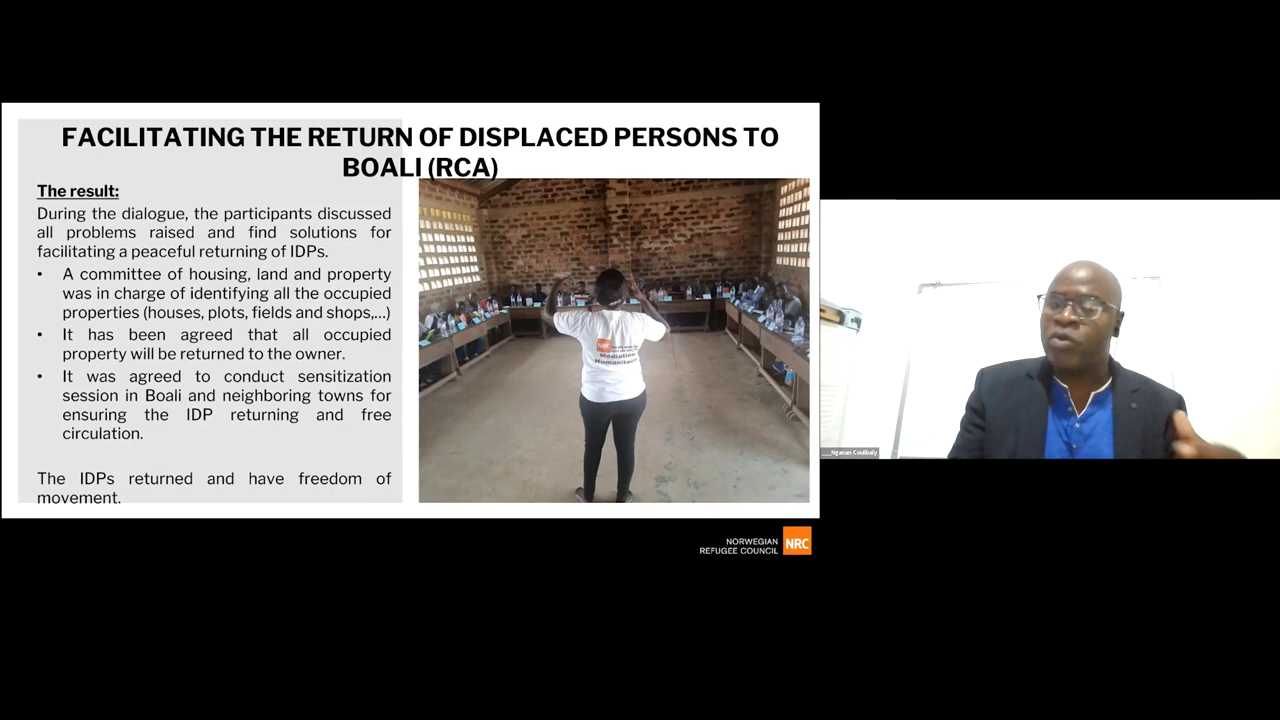 FACILITATING THE RETURN OF DISPLACED PERSONS TO
BOALI (RCA)
The result:
During the dialogue, the participants discussed
all problems raised and find solutions for
facilitating a peaceful returning of IDPs.
• A committee of housing, land and property
was in charge of identifying all the occupied
properties (houses, plots, fields and shops,...)
• It has been agreed that all occupied
property will be returned to the owner.
• It was agreed to conduct sensitization
session in Boali and neighboring towns for
ensuring the IDP returning and free
circulation.
The IDPs returned and have freedom of
movement.
NRC
Médiation
Humanitaire
Nganan Coulibaly
NORWEGIAN
REFUGEE COUNCIL
NRC